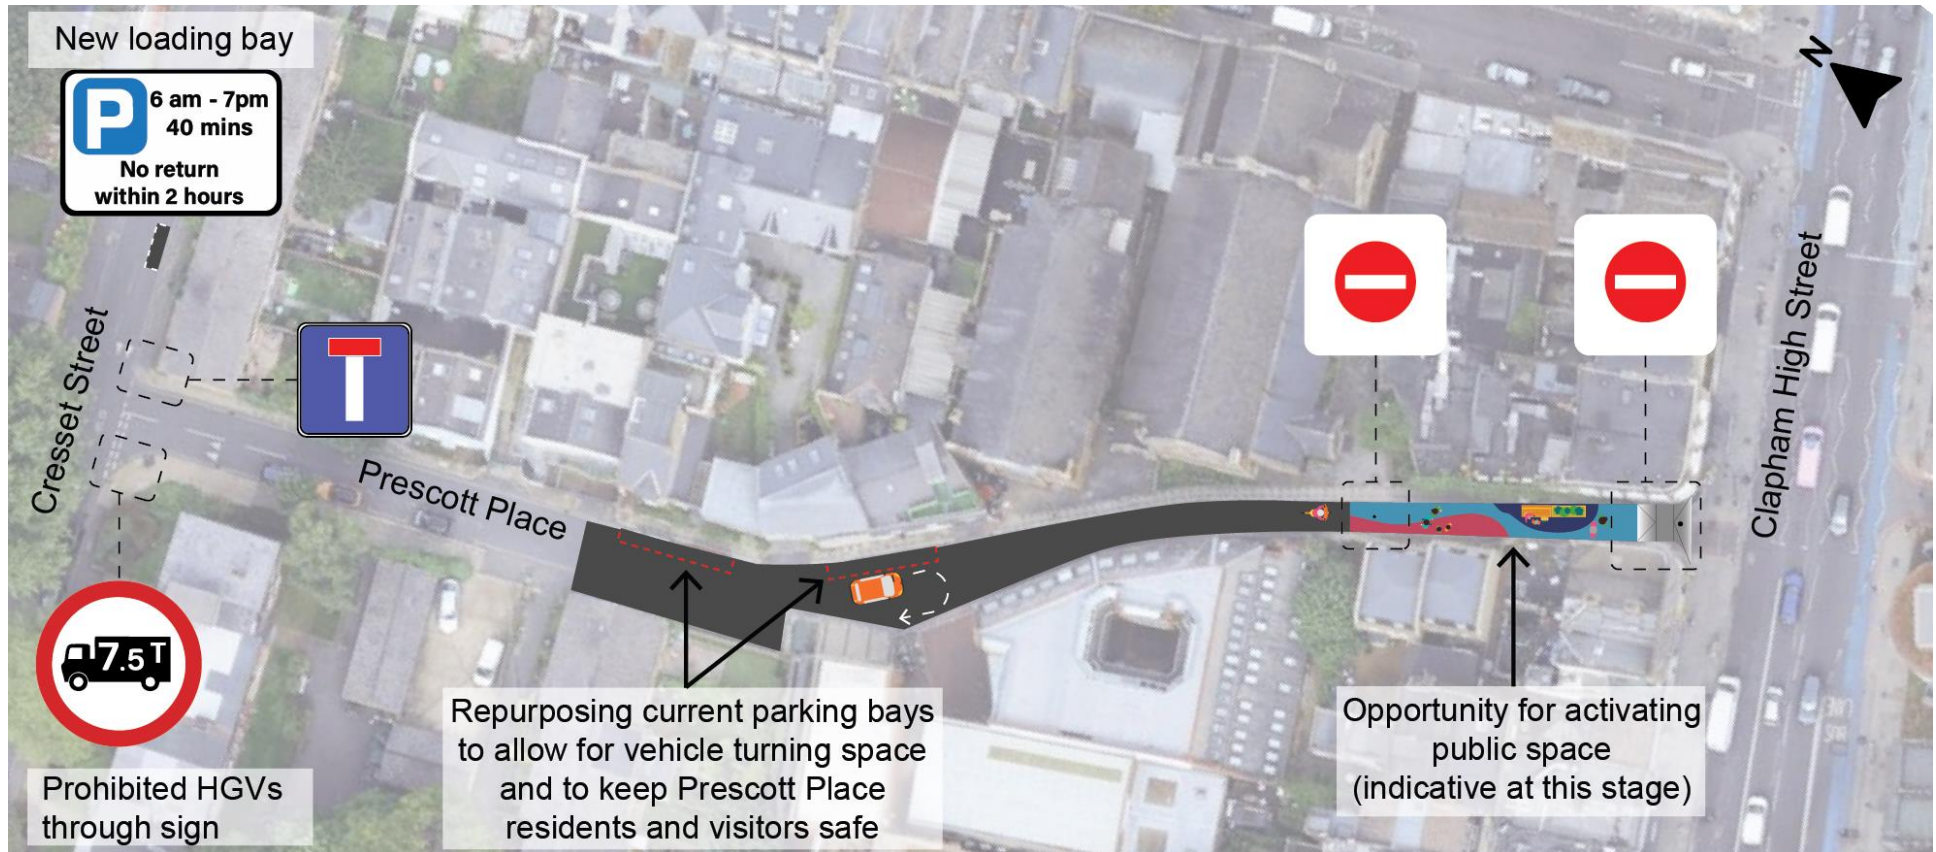 New loading bay
P
6 am - 7pm
40 mins
No return
within 2 hours
N
Cresset Street
Prescott Place
Clapham High Street
7.5T
Prohibited HGVs
through sign
Repurposing current parking bays
to allow for vehicle turning space
and to keep Prescott Place
residents and visitors safe
Opportunity for activating
public space
(indicative at this stage)